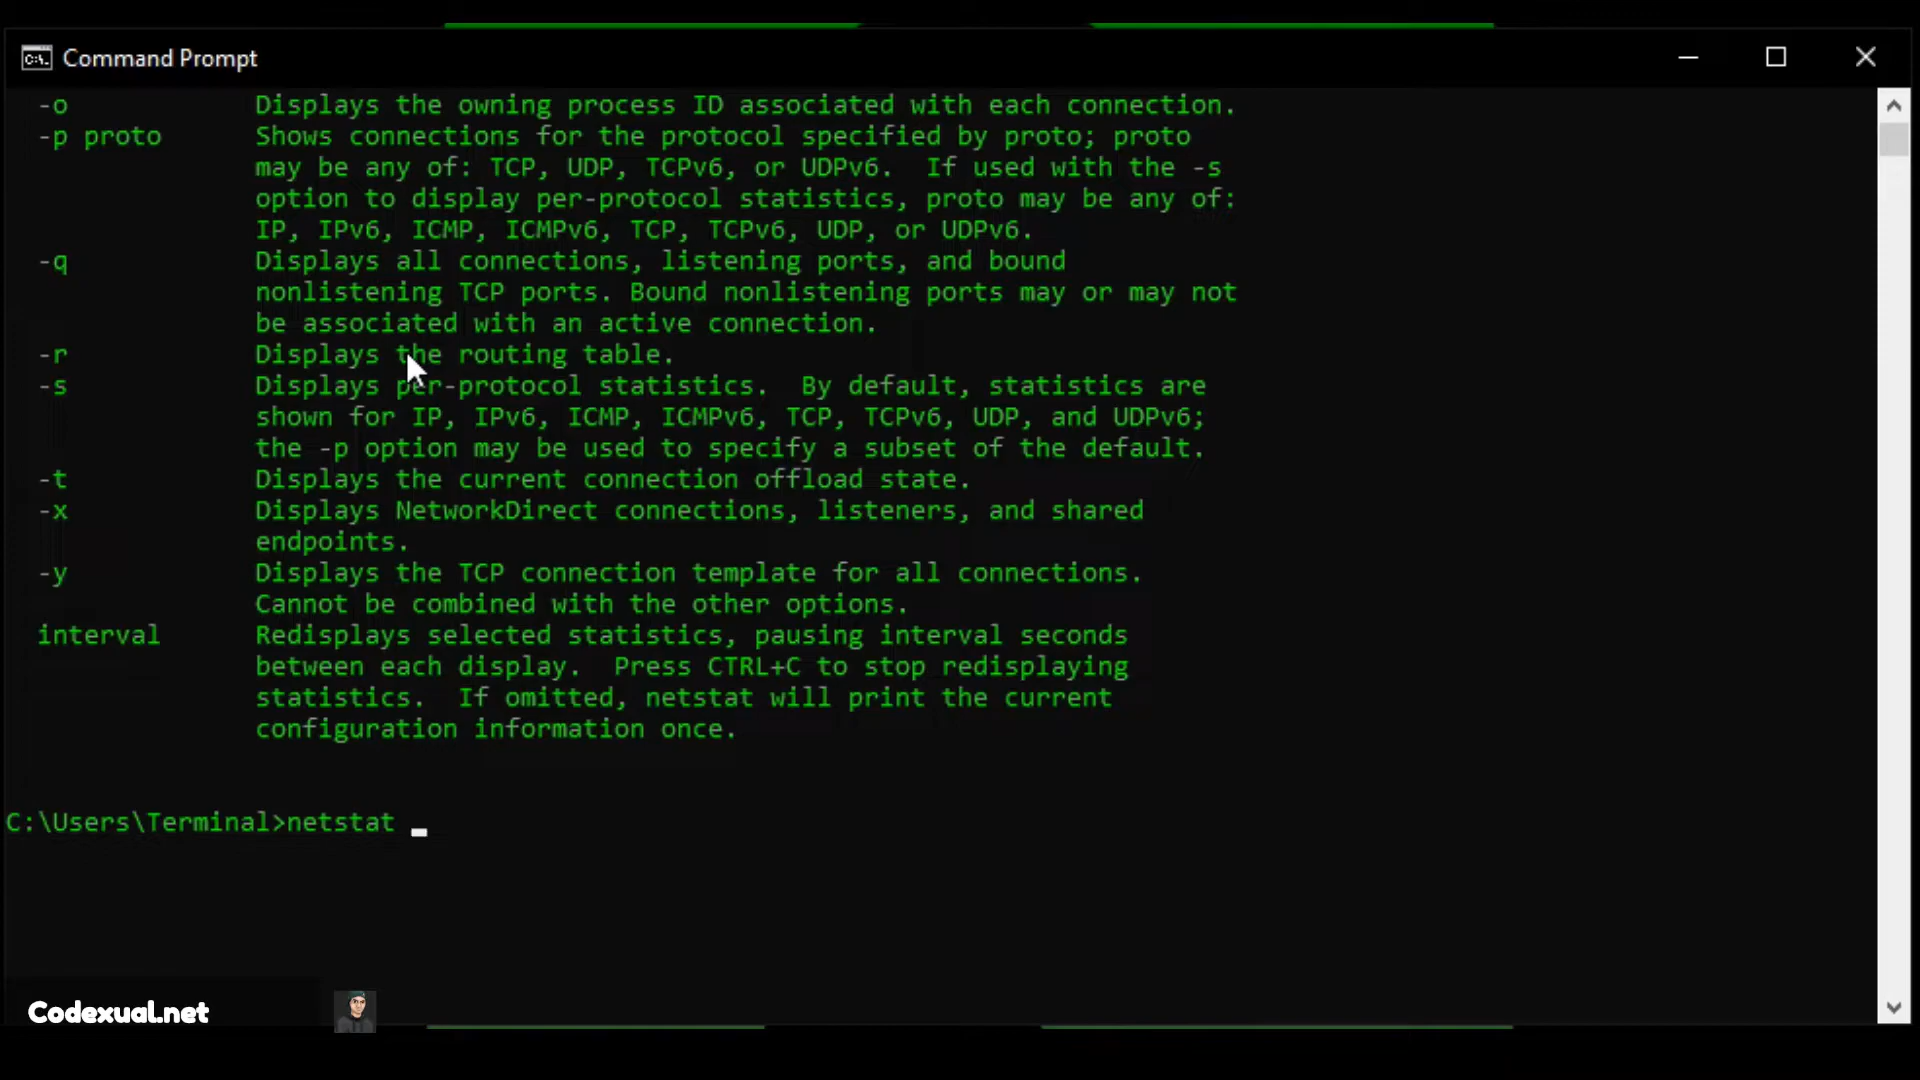 C:\. Command Prompt
-o Displays the owning process ID associated with each connection.
-p proto Shows connections for the protocol specified by proto; proto
may be any of: TCP, UDP, TCPv6, or UDPv6. If used with the -s
option to display per-protocol statistics, proto may be any of:
IP, IPv6, ICMP, ICMPv6, TCP, TCPv6, UDP, or UDPv6.
-q Displays all connections, listening ports, and bound
nonlistening TCP ports. Bound nonlistening ports may or may not
be associated with an active connection.
-r Displays the routing table.
-s Displays per-protocol statistics. By default, statistics are
shown for IP, IPv6, ICMP, ICMPv6, TCP, TCPv6, UDP, and UDPv6;
the -p option may be used to specify a subset of the default.
-t Displays the current connection offload state.
-x Displays NetworkDirect connections, listeners, and shared
endpoints.
-y Displays the TCP connection template for all connections.
Cannot be combined with the other options.
interval Redisplays selected statistics, pausing interval seconds
between each display. Press CTRL+C to stop redisplaying
statistics. If omitted, netstat will print the current
configuration information once.
C:\Users\Terminal>netstat
Codexual.net